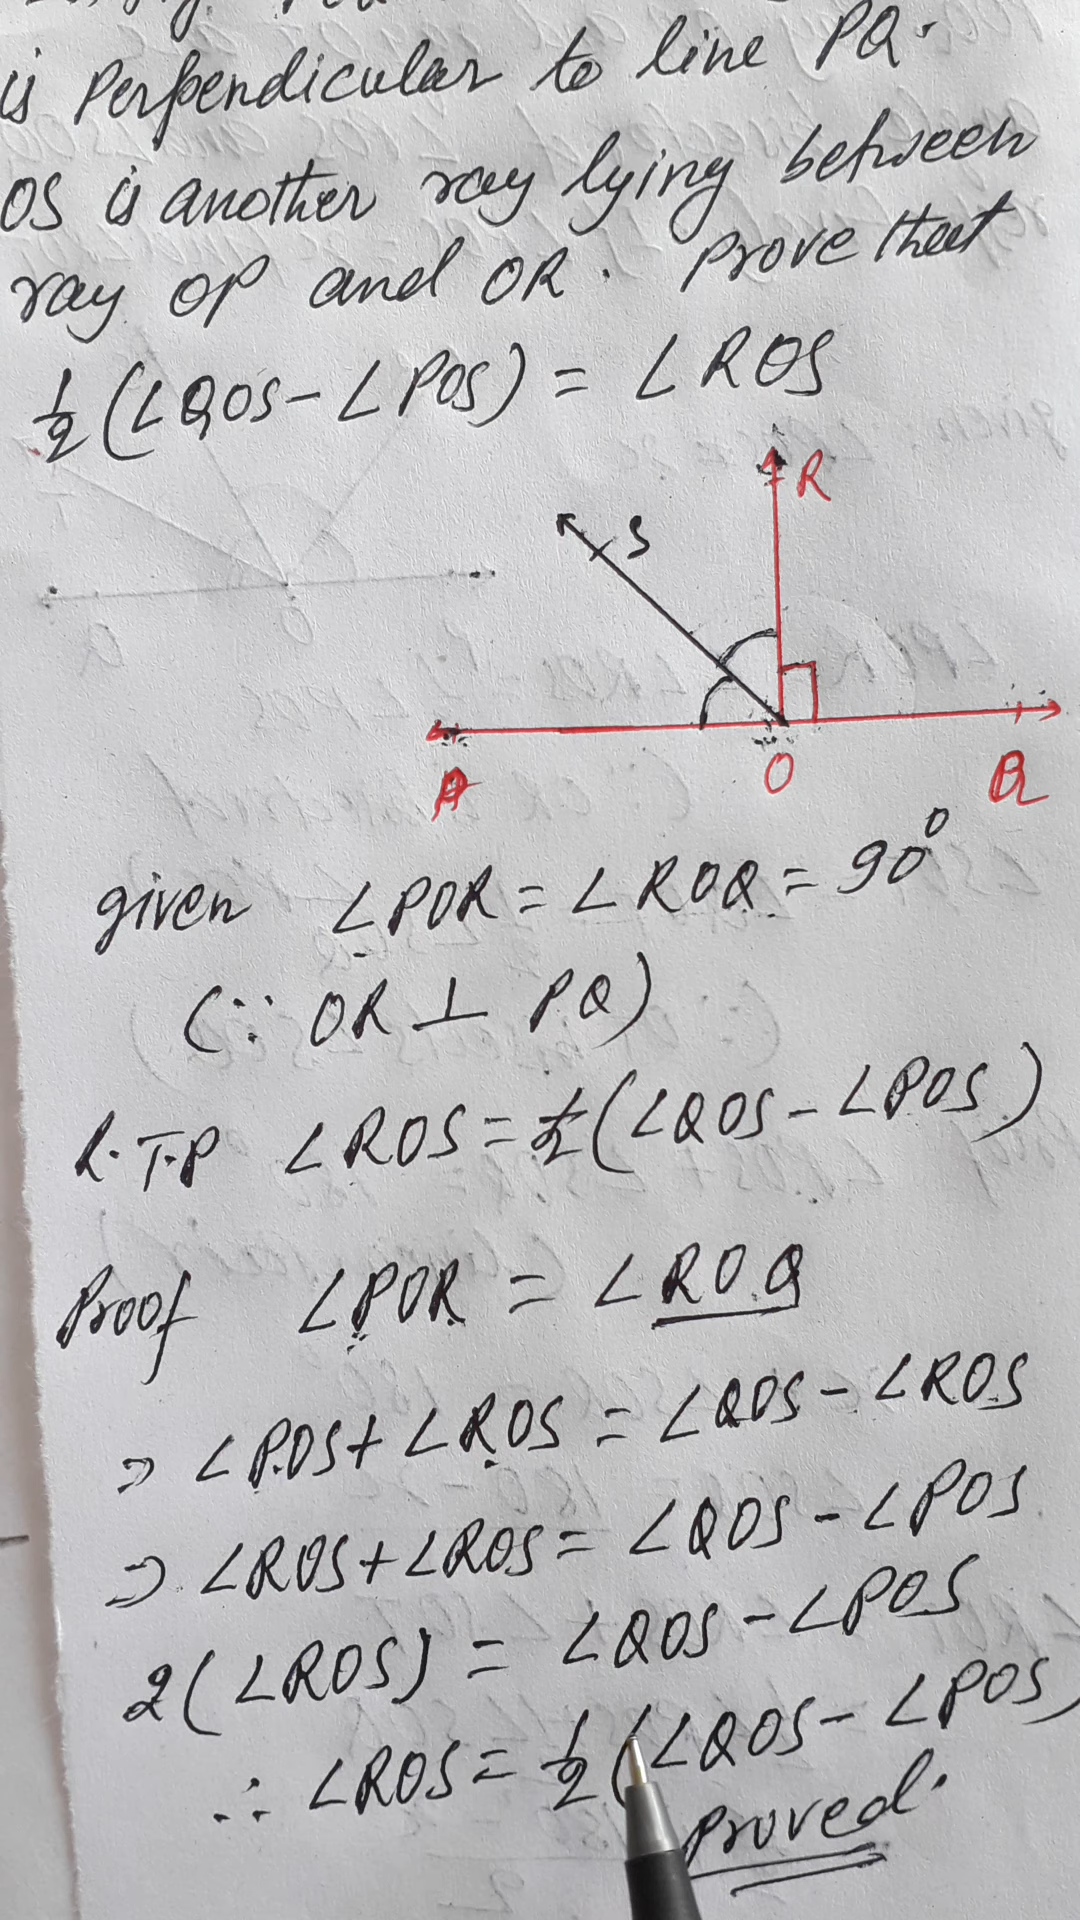 is Perpendicular to line PQ.
OS is another ray lying between
ray OP and OR. Prove that
1/2 (∠QOS - ∠POS) = ∠ROS
R
S
P
O
Q
given ∠POR = ∠ROQ = 90°
(∵ OR ⊥ PQ)
R.T.P ∠ROS = 1/2 (∠QOS - ∠POS)
Proof ∠POR = ∠ROQ
⇒ ∠POS + ∠ROS = ∠QOS - ∠ROS
⇒ ∠ROS + ∠ROS = ∠QOS - ∠POS
2(∠ROS) = ∠QOS - ∠POS
∴ ∠ROS = 1/2 (∠QOS - ∠POS)
Proved.